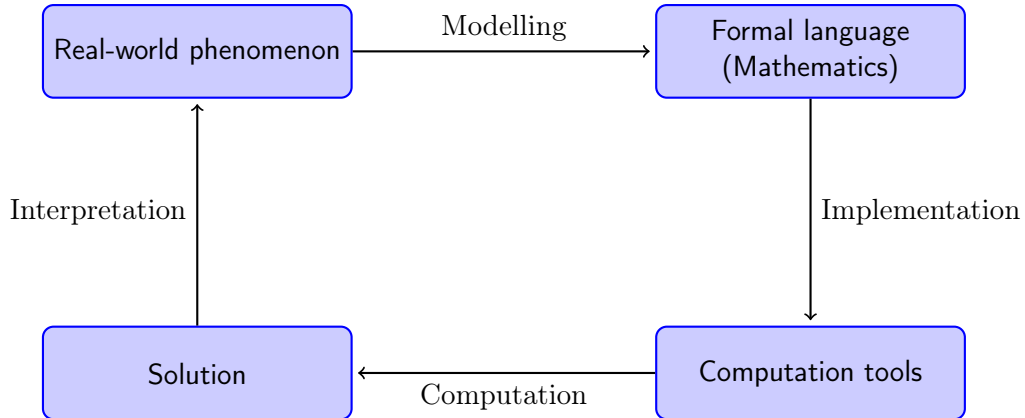 Real-world phenomenon
Modelling
Formal language
(Mathematics)
Interpretation
Implementation
Solution
Computation
Computation tools